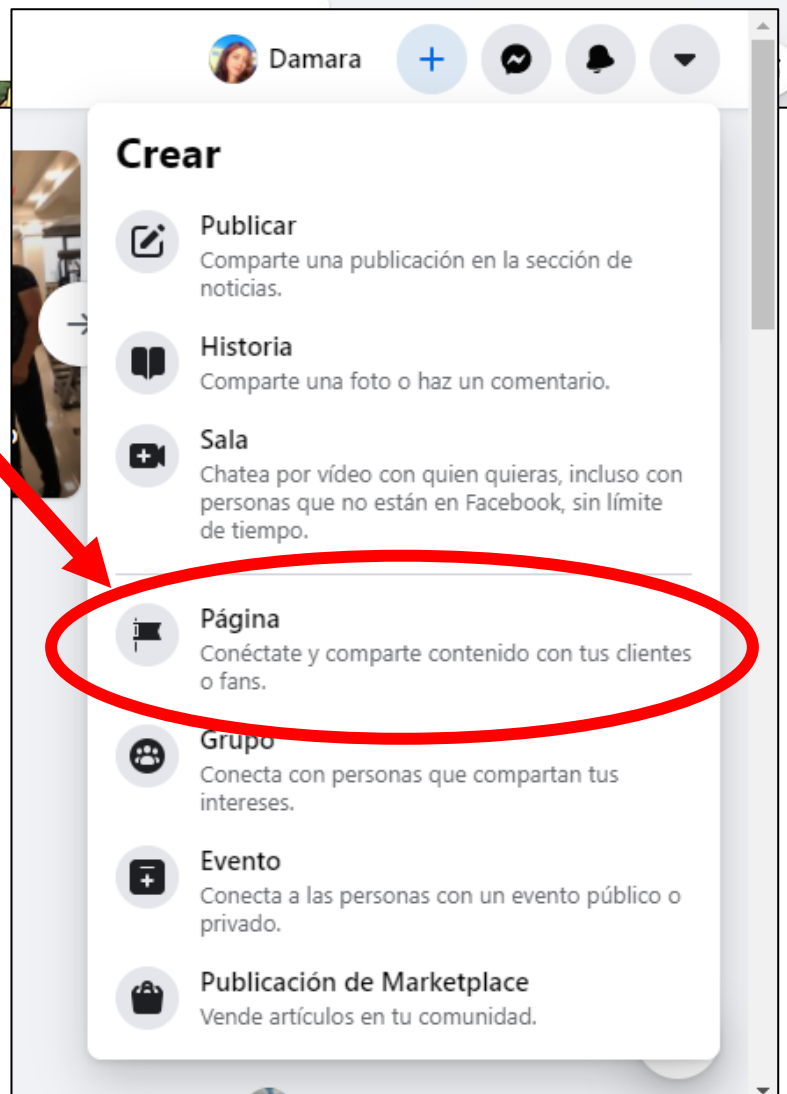 Damara
Crear
Publicar
Comparte una publicación en la sección de
noticias.
Historia
Comparte una foto o haz un comentario.
Sala
Chatea por vídeo con quien quieras, incluso con
personas que no están en Facebook, sin límite
de tiempo.
Página
Conéctate y comparte contenido con tus clientes
o fans.
Grupo
Conecta con personas que compartan tus
intereses.
Evento
Conecta a las personas con un evento público o
privado.
Publicación de Marketplace
Vende artículos en tu comunidad.